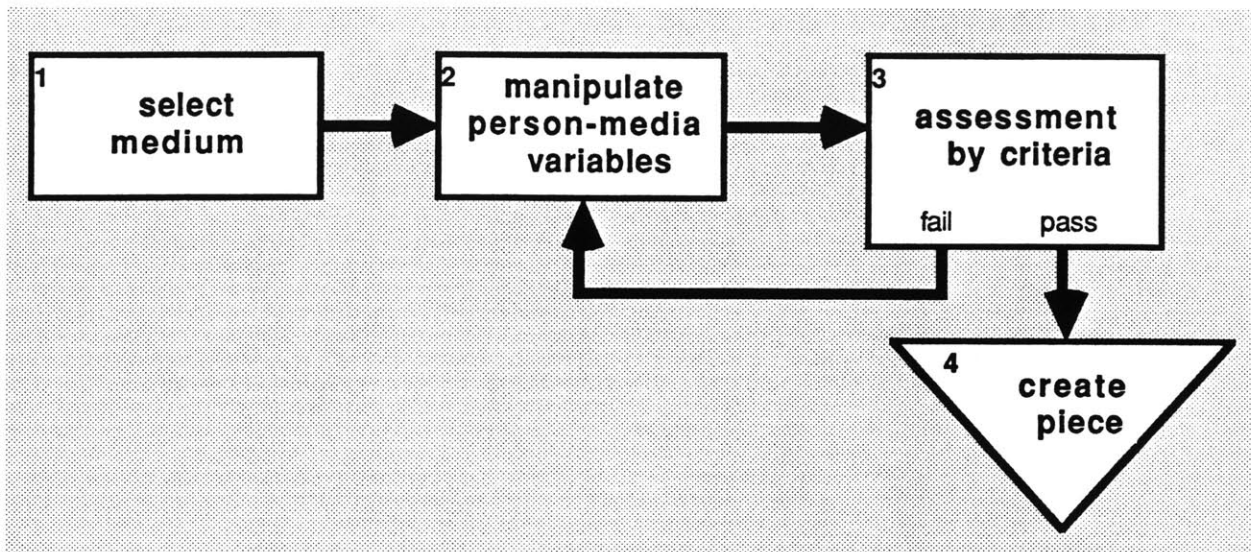 1
select
medium
2
manipulate
person-media
variables
3
assessment
by criteria
fail pass
4
create
piece